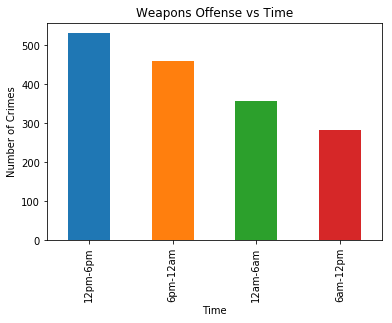 Weapons Offense vs Time
Number of Crimes
500
400
300
200
100
0
12pm-6pm
6pm-12am
12am-6am
6am-12pm
Time